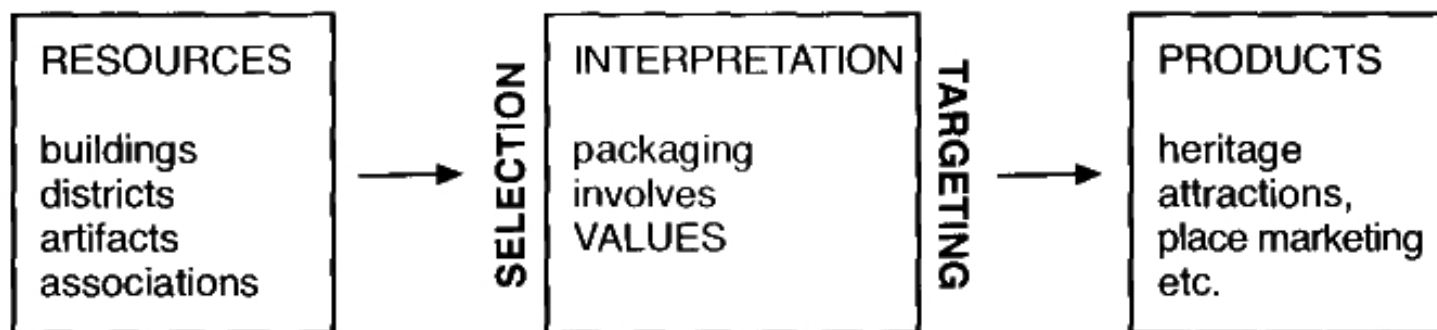 RESOURCES
buildings
districts
artifacts
associations
SELECTION
INTERPRETATION
packaging
involves
VALUES
TARGETING
PRODUCTS
heritage
attractions,
place marketing
etc.